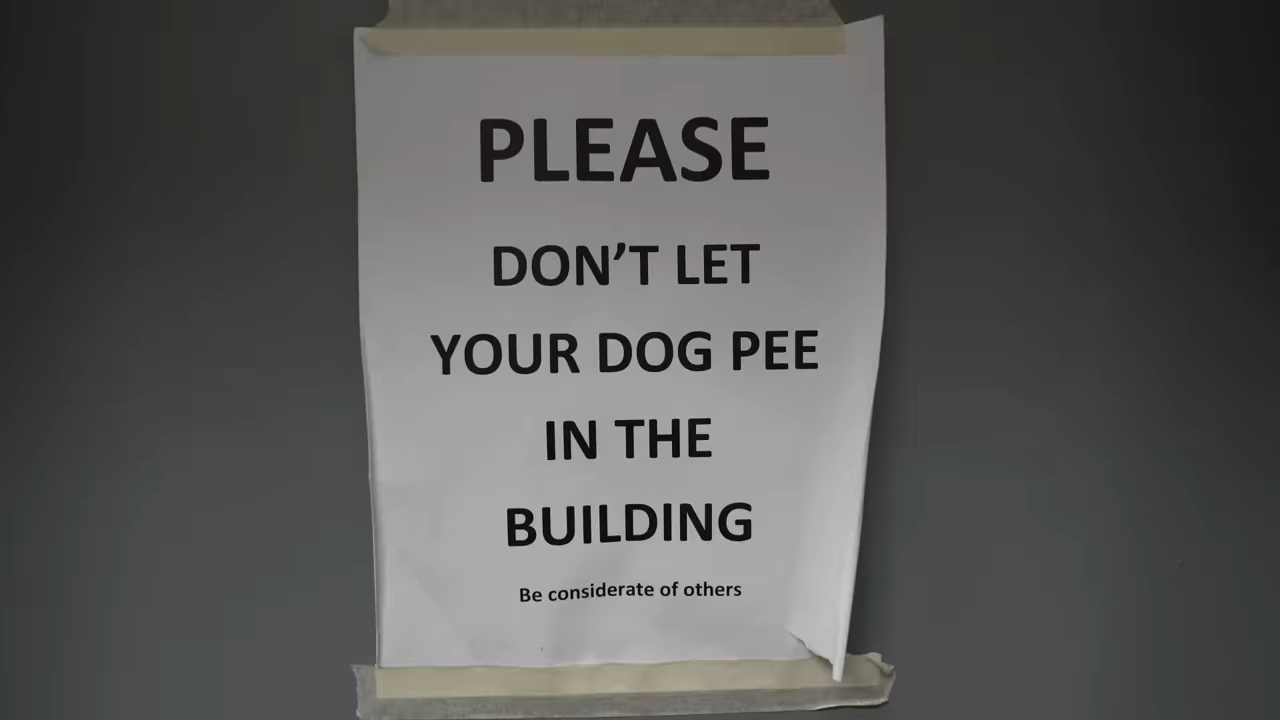 PLEASE
DON’T LET
YOUR DOG PEE
IN THE
BUILDING
Be considerate of others